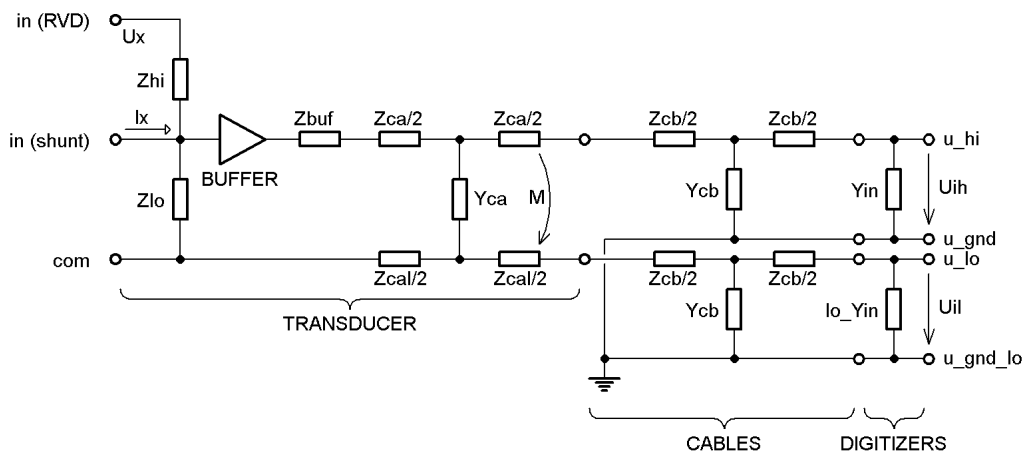 in (RVD)
Ux
Zhi
Ix
in (shunt)
BUFFER
Zbuf
Zca/2
Zca/2
Zcb/2
Zcb/2
u_hi
Zlo
Yca
M
Ycb
Yin
Uih
u_gnd
com
Zcal/2
Zcal/2
Zcb/2
Zcb/2
u_lo
TRANSDUCER
Ycb
lo_Yin
Uil
u_gnd_lo
CABLES
DIGITIZERS